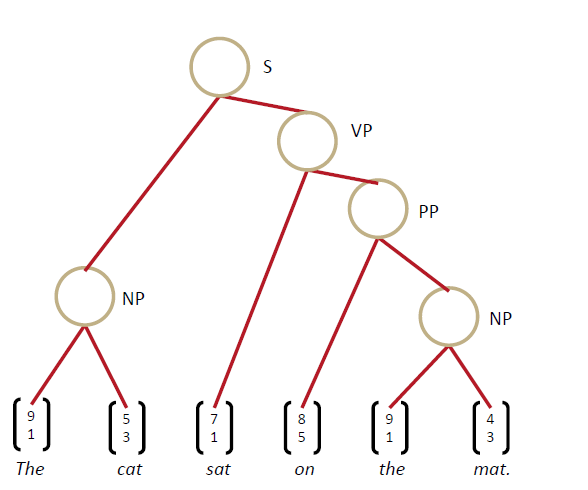 S
VP
PP
NP
NP
9 5 7 8 9 4
1 3 1 5 1 3
The cat sat on the mat.